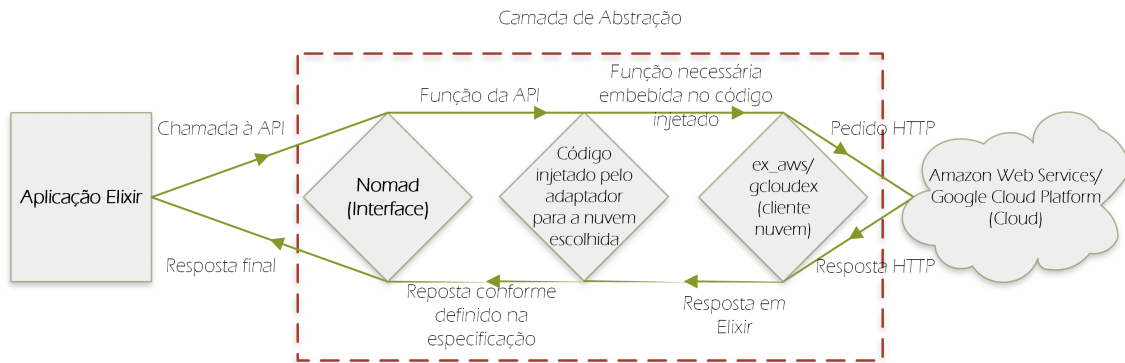 Camada de Abstração
Função necessária
embebida no código
injetado
Função da API
Chamada à API
Pedido HTTP
Aplicação Elixir
Nomad
(Interface)
Código
injetado pelo
adaptador
para a nuvem
escolhida
ex_aws/
gcloudex
(cliente
nuvem)
Amazon Web Services/
Google Cloud Platform
(Cloud)
Resposta final
Reposta conforme
definido na
especificação
Resposta em
Elixir
Resposta HTTP